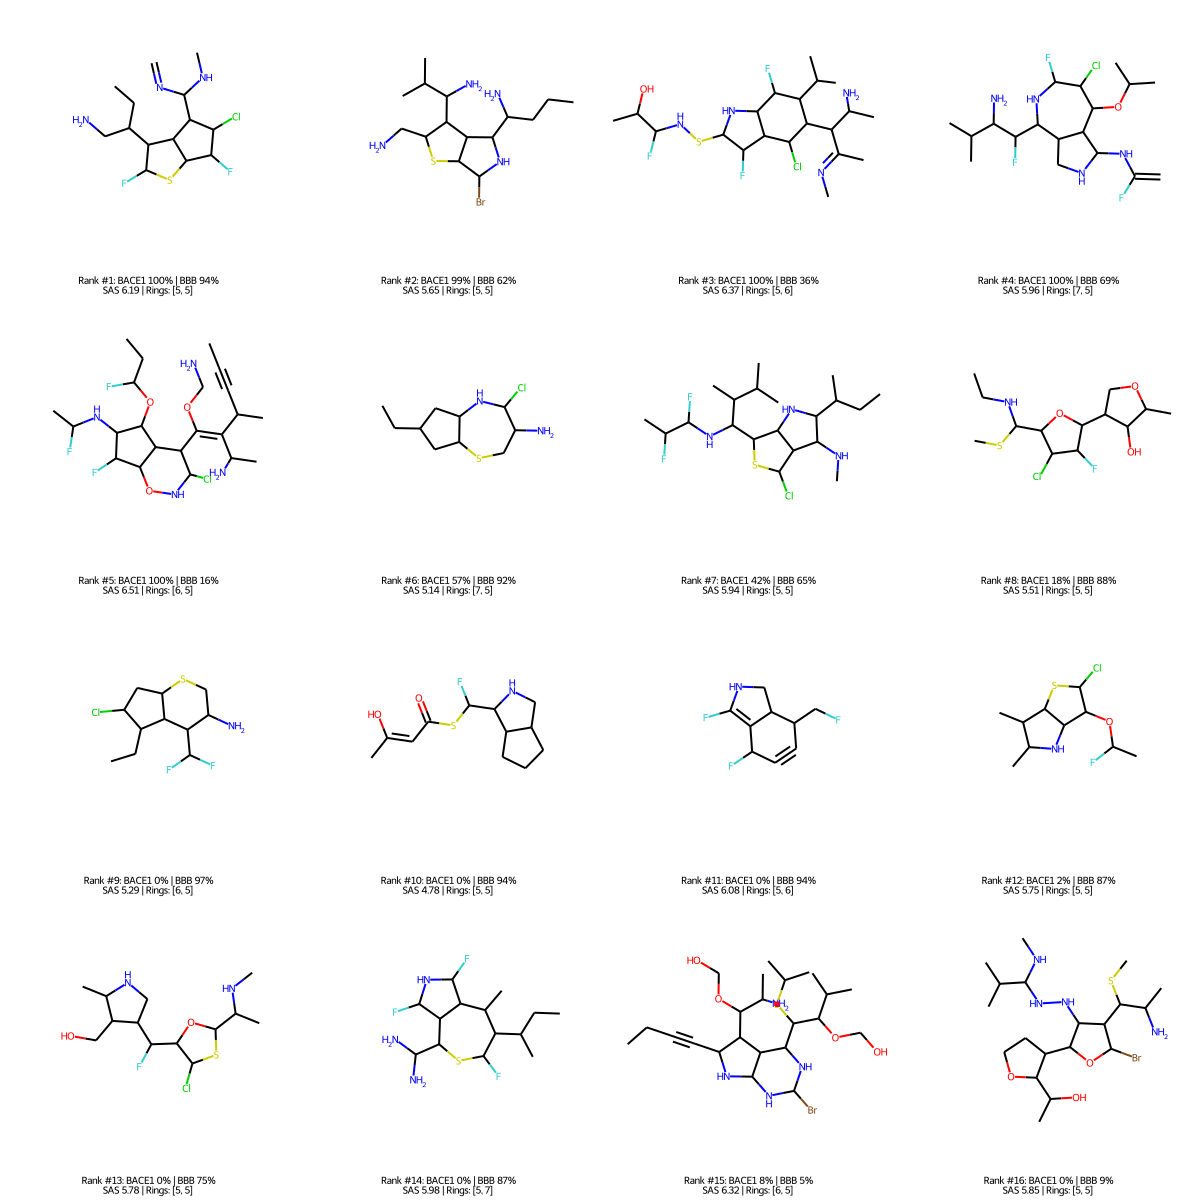 Rank #1: BACE1 100% | BBB 94%
SAS 6.19 | Rings: [5, 5]
Rank #2: BACE1 99% | BBB 62%
SAS 5.65 | Rings: [5, 5]
Rank #3: BACE1 100% | BBB 36%
SAS 6.37 | Rings: [5, 6]
Rank #4: BACE1 100% | BBB 69%
SAS 5.96 | Rings: [7, 5]
Rank #5: BACE1 100% | BBB 16%
SAS 6.51 | Rings: [6, 5]
Rank #6: BACE1 57% | BBB 92%
SAS 5.14 | Rings: [7, 5]
Rank #7: BACE1 42% | BBB 65%
SAS 5.94 | Rings: [5, 5]
Rank #8: BACE1 18% | BBB 88%
SAS 5.51 | Rings: [5, 5]
Rank #9: BACE1 0% | BBB 97%
SAS 5.29 | Rings: [6, 5]
Rank #10: BACE1 0% | BBB 94%
SAS 4.78 | Rings: [5, 5]
Rank #11: BACE1 0% | BBB 94%
SAS 6.08 | Rings: [5, 6]
Rank #12: BACE1 2% | BBB 87%
SAS 5.75 | Rings: [5, 5]
Rank #13: BACE1 0% | BBB 75%
SAS 5.78 | Rings: [5, 5]
Rank #14: BACE1 0% | BBB 87%
SAS 5.98 | Rings: [5, 7]
Rank #15: BACE1 8% | BBB 5%
SAS 6.32 | Rings: [6, 5]
Rank #16: BACE1 0% | BBB 9%
SAS 5.85 | Rings: [5, 5]